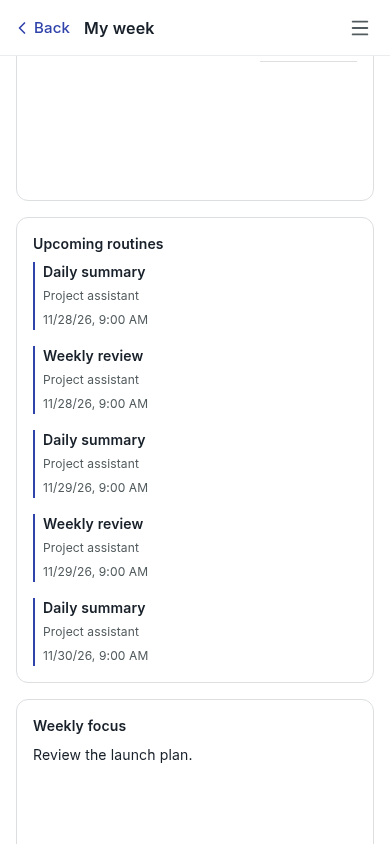 Back
My week
Upcoming routines
Daily summary
Project assistant
11/28/26, 9:00 AM
Weekly review
Project assistant
11/28/26, 9:00 AM
Daily summary
Project assistant
11/29/26, 9:00 AM
Weekly review
Project assistant
11/29/26, 9:00 AM
Daily summary
Project assistant
11/30/26, 9:00 AM
Weekly focus
Review the launch plan.